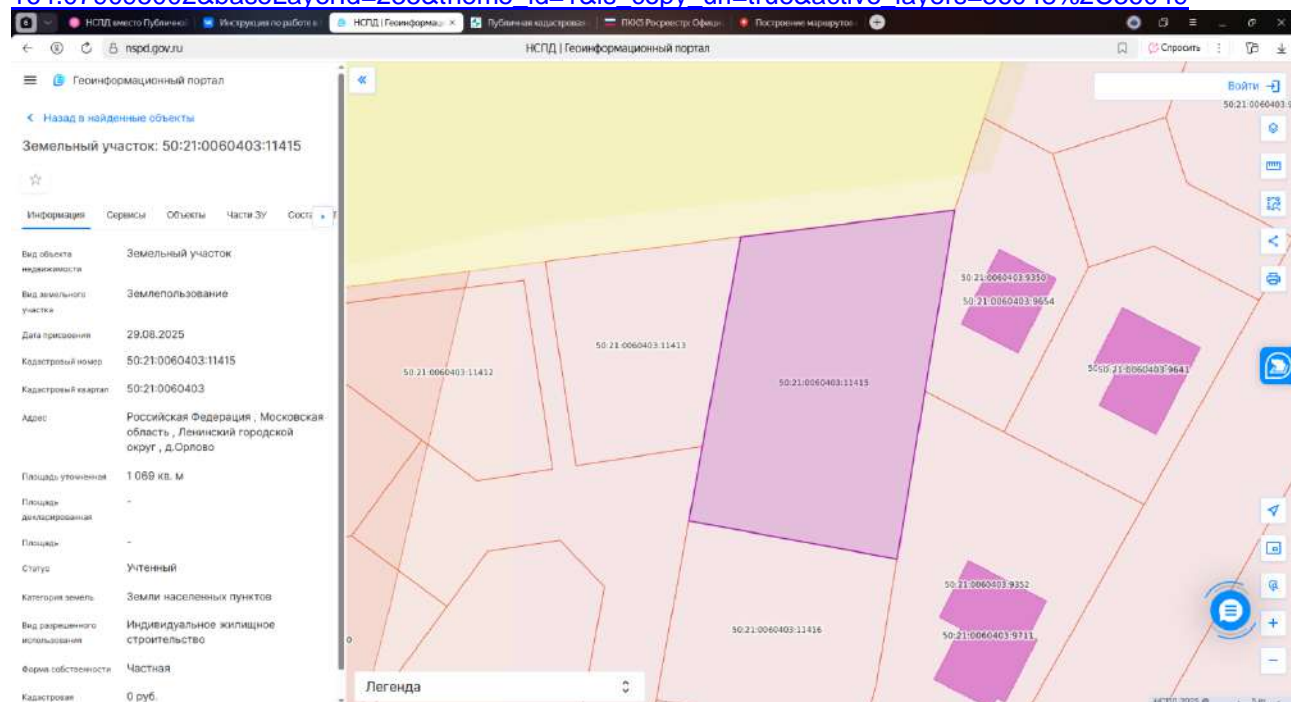 НСПД вместо Публично
Инструкция по работе в
НСПД | Геоинформац
Публичная кадастровая
ПКК5 Росреестр: Офици
Построение маршрутов
nspd.gov.ru
НСПД | Геоинформационный портал
Спросить
Геоинформационный портал
Войти
Назад в найденные объекты
Земельный участок: 50:21:0060403:11415
Информация Сервисы Объекты Части ЗУ Соста
Вид объекта недвижимости
Земельный участок
Вид земельного участка
Землепользование
Дата присвоения
29.08.2025
Кадастровый номер
50:21:0060403:11415
Кадастровый квартал
50:21:0060403
Адрес
Российская Федерация , Московская
область , Ленинский городской
округ , д.Орлово
Площадь уточненная
1 069 кв. м
Площадь декларированная
-
Площадь
-
Статус
Учтенный
Категория земель
Земли населенных пунктов
Вид разрешенного использования
Индивидуальное жилищное
строительство
Форма собственности
Частная
Кадастровая
0 руб.
50:21:0060403:9350
50:21:0060403:9654
50:21:0060403:11413
50:21:0060403:11412
50:21:0060403:11415
50:21:0060403:9641
50:21:0060403:9352
50:21:0060403:11416
50:21:0060403:9711
Легенда